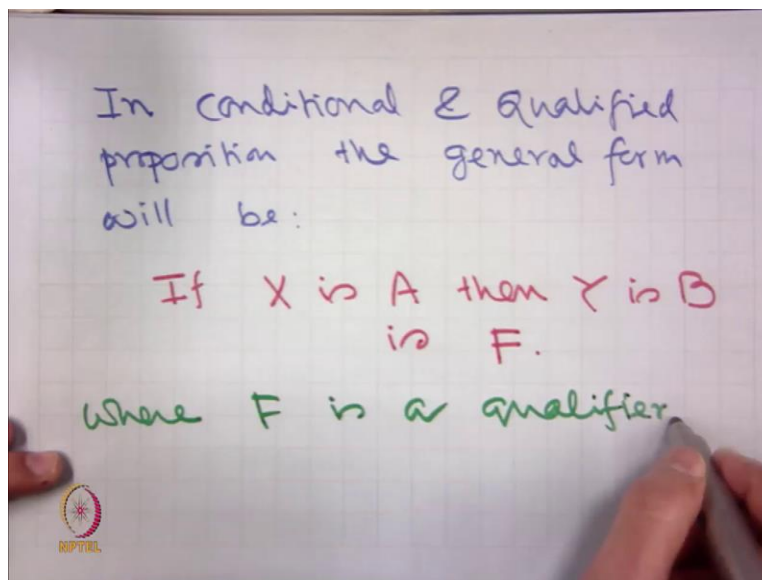 In conditional & Qualified
proposition the general form
will be:
If X is A then Y is B
is F.
where F is a qualifier
NPTEL